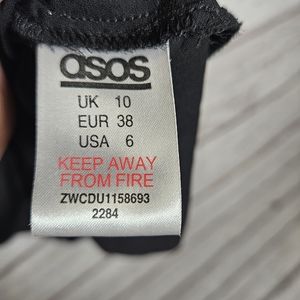 asos
UK 10
EUR 38
USA 6
KEEP AWAY
FROM FIRE
ZWCDU1158693
2284